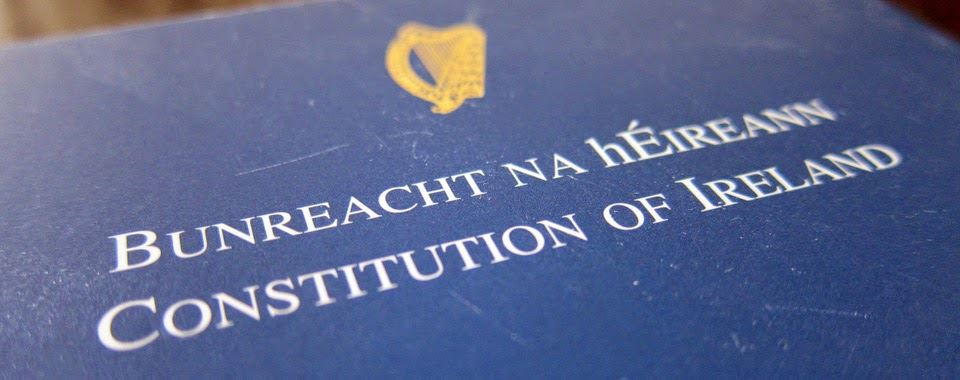 BUNREACHT NA hÉIREANN
CONSTITUTION OF IRELAND